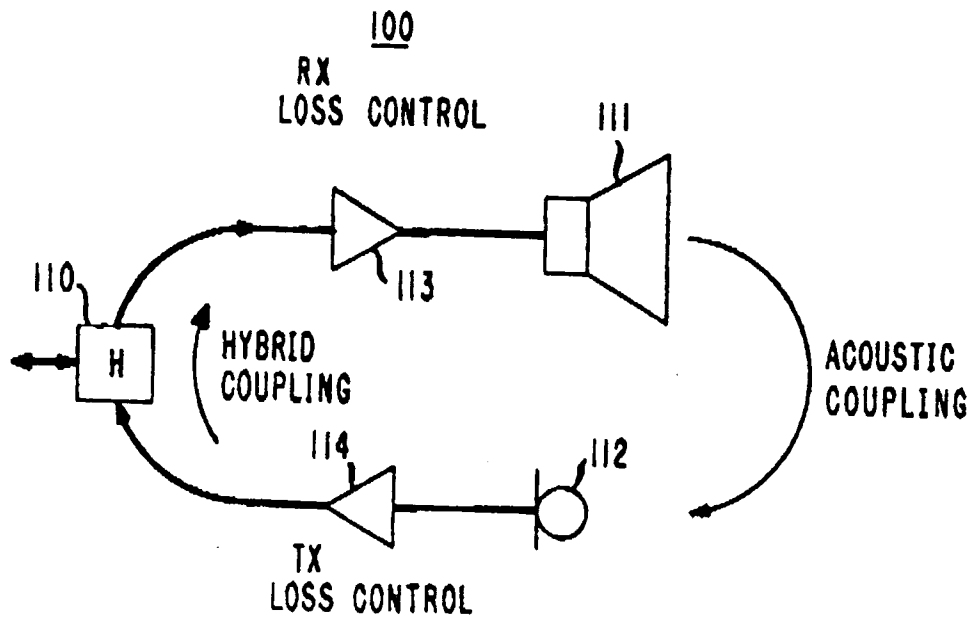 100
RX
LOSS CONTROL
111
113
110
H
HYBRID
COUPLING
ACOUSTIC
COUPLING
114
112
TX
LOSS CONTROL